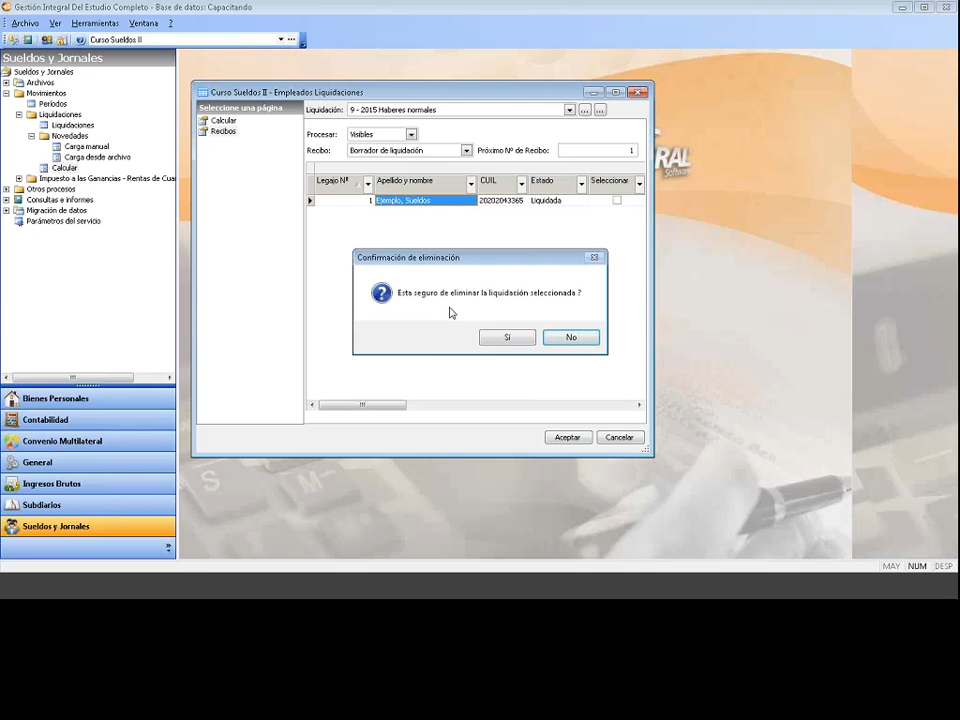 Gestión Integral Del Estudio Completo - Base de datos: Capacitando
Archivo Ver Herramientas Ventana ?
Curso Sueldos II
Sueldos y Jornales
Sueldos y Jornales
Archivos
Movimientos
Períodos
Liquidaciones
Liquidaciones
Novedades
Carga manual
Carga desde archivo
Calcular
Impuesto a las Ganancias - Rentas de Cuar
Otros procesos
Consultas e informes
Migración de datos
Parámetros del servicio
Bienes Personales
Contabilidad
Convenio Multilateral
General
Ingresos Brutos
Subdiarios
Sueldos y Jornales
Curso Sueldos II - Empleados Liquidaciones
Seleccione una página
Calcular
Recibos
Liquidación: 9 - 2015 Haberes normales
Procesar: Visibles
Recibo: Borrador de liquidación Próximo Nº de Recibo: 1
Legajo Nº Apellido y nombre CUIL Estado Seleccionar
1 Ejemplo, Sueldos 20202043365 Liquidada
Confirmación de eliminación
Esta seguro de eliminar la liquidación seleccionada ?
Sí No
Aceptar Cancelar
RAL
Software
MAY NUM DESP